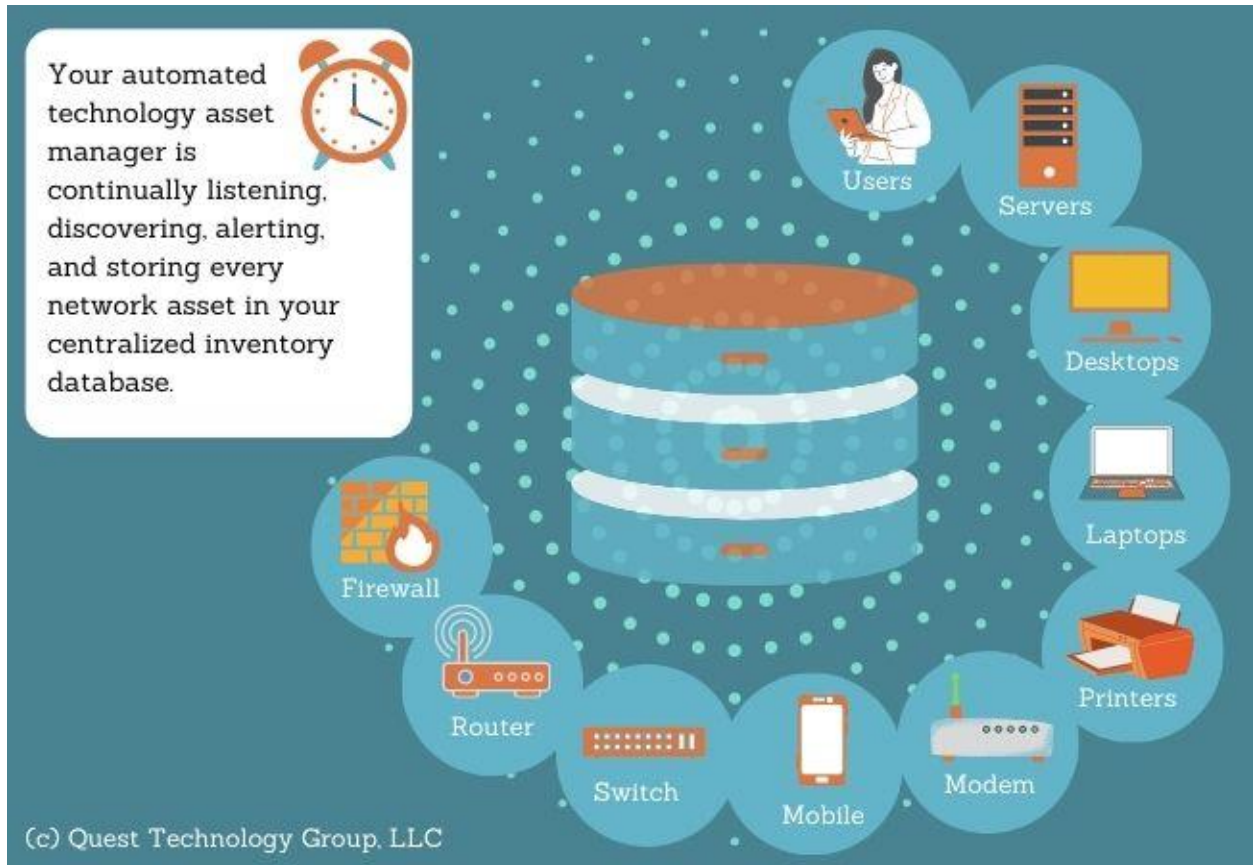 Your automated
technology asset
manager is
continually listening,
discovering, alerting,
and storing every
network asset in your
centralized inventory
database.
Users
Servers
Desktops
Laptops
Printers
Modem
Mobile
Switch
Router
Firewall
(c) Quest Technology Group, LLC